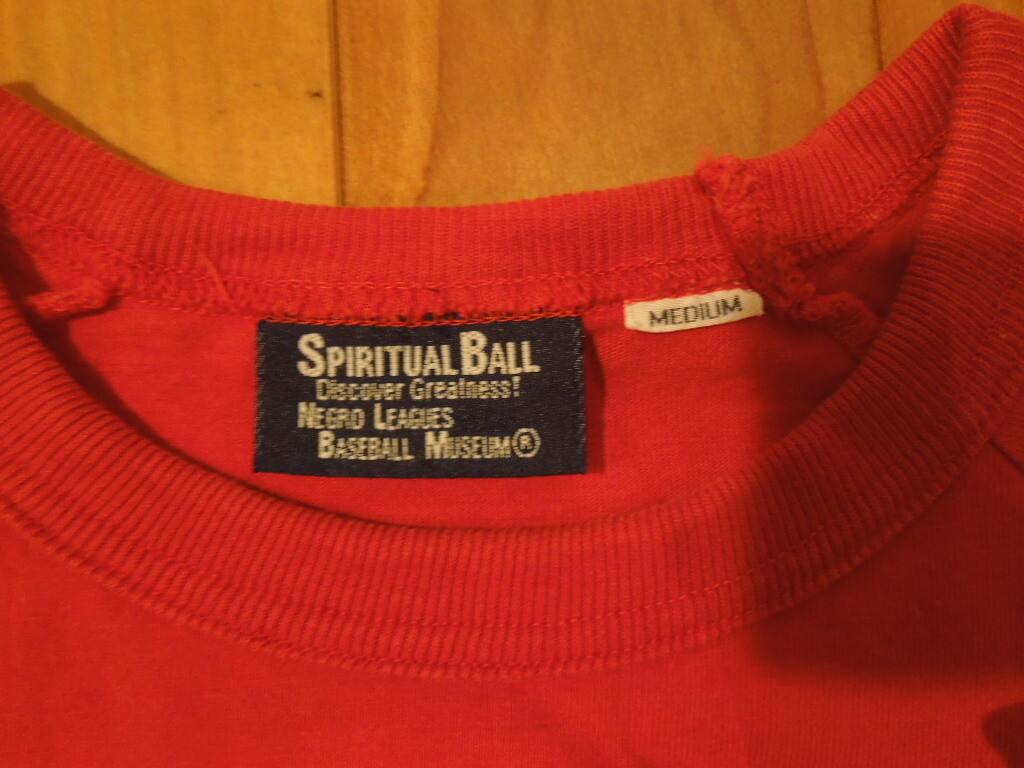 SPIRITUAL BALL
Discover Greatness!
NEGRO LEAGUES
BASEBALL MUSEUM®
MEDIUM